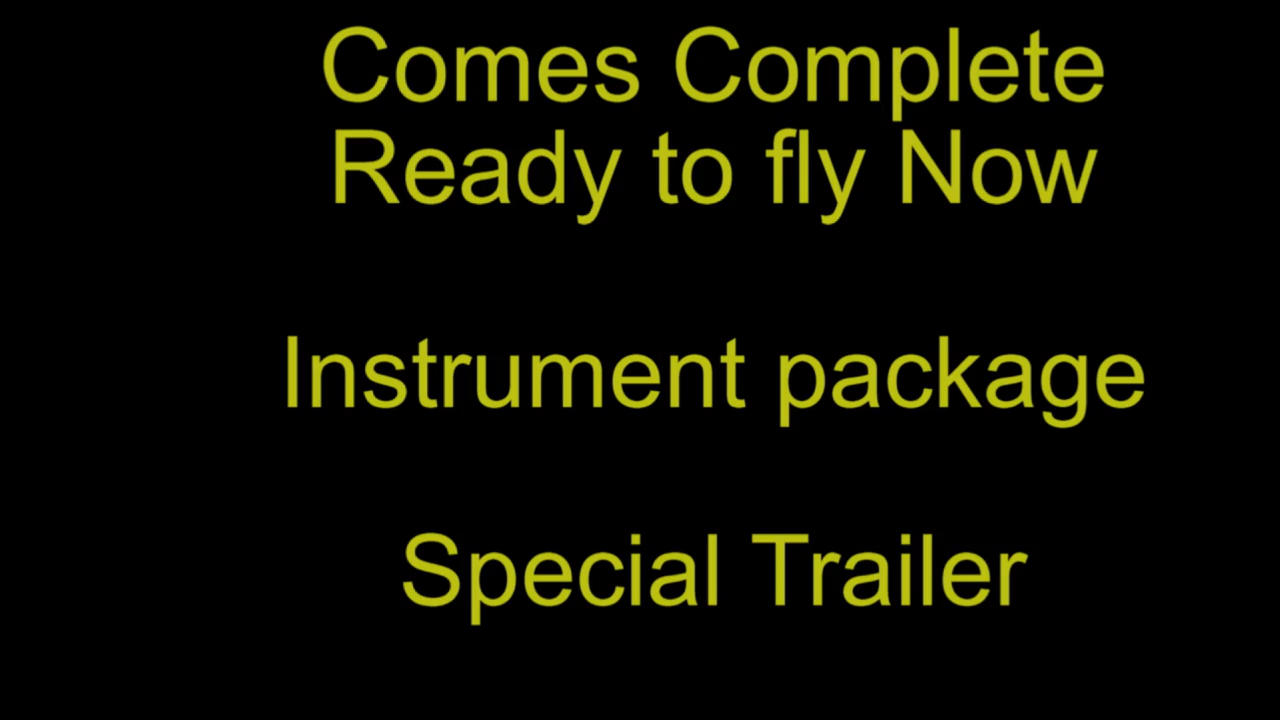 Comes Complete
Ready to fly Now
Instrument package
Special Trailer